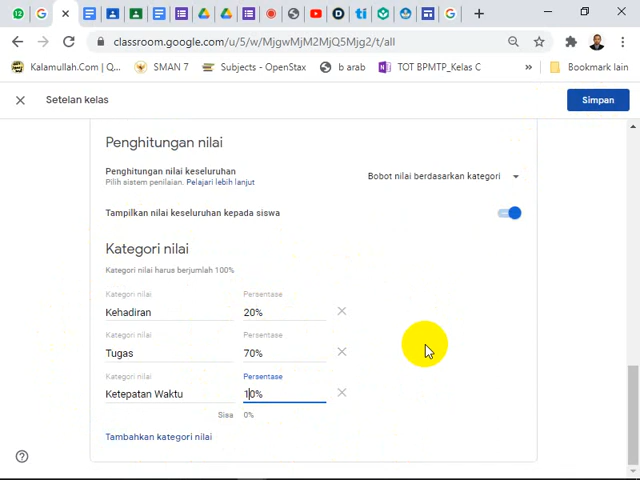 classroom.google.com/u/5/w/MjgwMjM2MjQ5Mjg2/t/all
Kalamullah.Com | Q...
SMAN 7
Subjects - OpenStax
b arab
TOT BPMTP_Kelas C
»
Bookmark lain
Setelan kelas
Simpan
Penghitungan nilai
Penghitungan nilai keseluruhan
Pilih sistem penilaian. Pelajari lebih lanjut
Bobot nilai berdasarkan kategori
Tampilkan nilai keseluruhan kepada siswa
Kategori nilai
Kategori nilai harus berjumlah 100%
Kategori nilai Persentase
Kehadiran 20%
Kategori nilai Persentase
Tugas 70%
Kategori nilai Persentase
Ketepatan Waktu 10%
Sisa 0%
Tambahkan kategori nilai